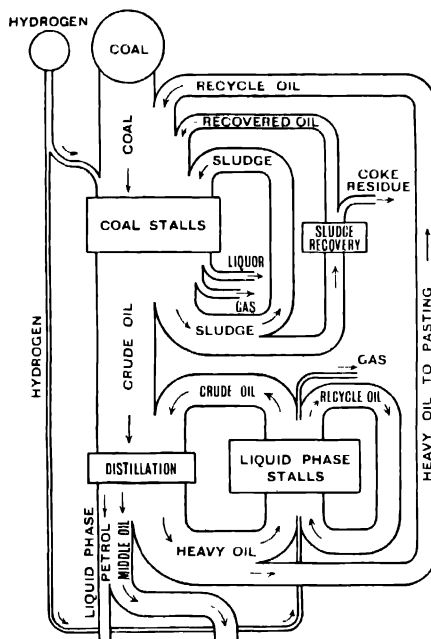 HYDROGEN
COAL
RECYCLE OIL
COAL
RECOVERED OIL
SLUDGE
COKE
RESIDUE
COAL STALLS
SLUDGE
RECOVERY
LIQUOR
GAS
SLUDGE
HYDROGEN
CRUDE OIL
HEAVY OIL TO PASTING
GAS
CRUDE OIL
RECYCLE OIL
DISTILLATION
LIQUID PHASE
STALLS
LIQUID PHASE
PETROL
MIDDLE OIL
HEAVY OIL